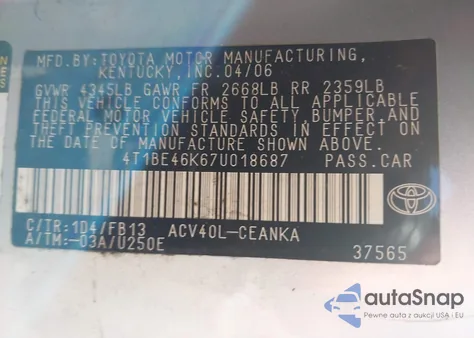 MFD.BY:TOYOTA MOTOR MANUFACTURING,
KENTUCKY, INC.04/06
GVWR 4345LB GAWR FR 2668LB RR 2359LB
THIS VEHICLE CONFORMS TO ALL APPLICABLE
FEDERAL MOTOR VEHICLE SAFETY,BUMPER,AND
THEFT PREVENTION STANDARDS IN EFFECT ON
THE DATE OF MANUFACTURE SHOWN ABOVE.
4T1BE46K67U018687 PASS.CAR
C/TR:1D4/FB13 ACV40L-CEANKA
A/TM:-03A/U250E
37565
autoSnap
Pewne auta z aukcji USA i EU